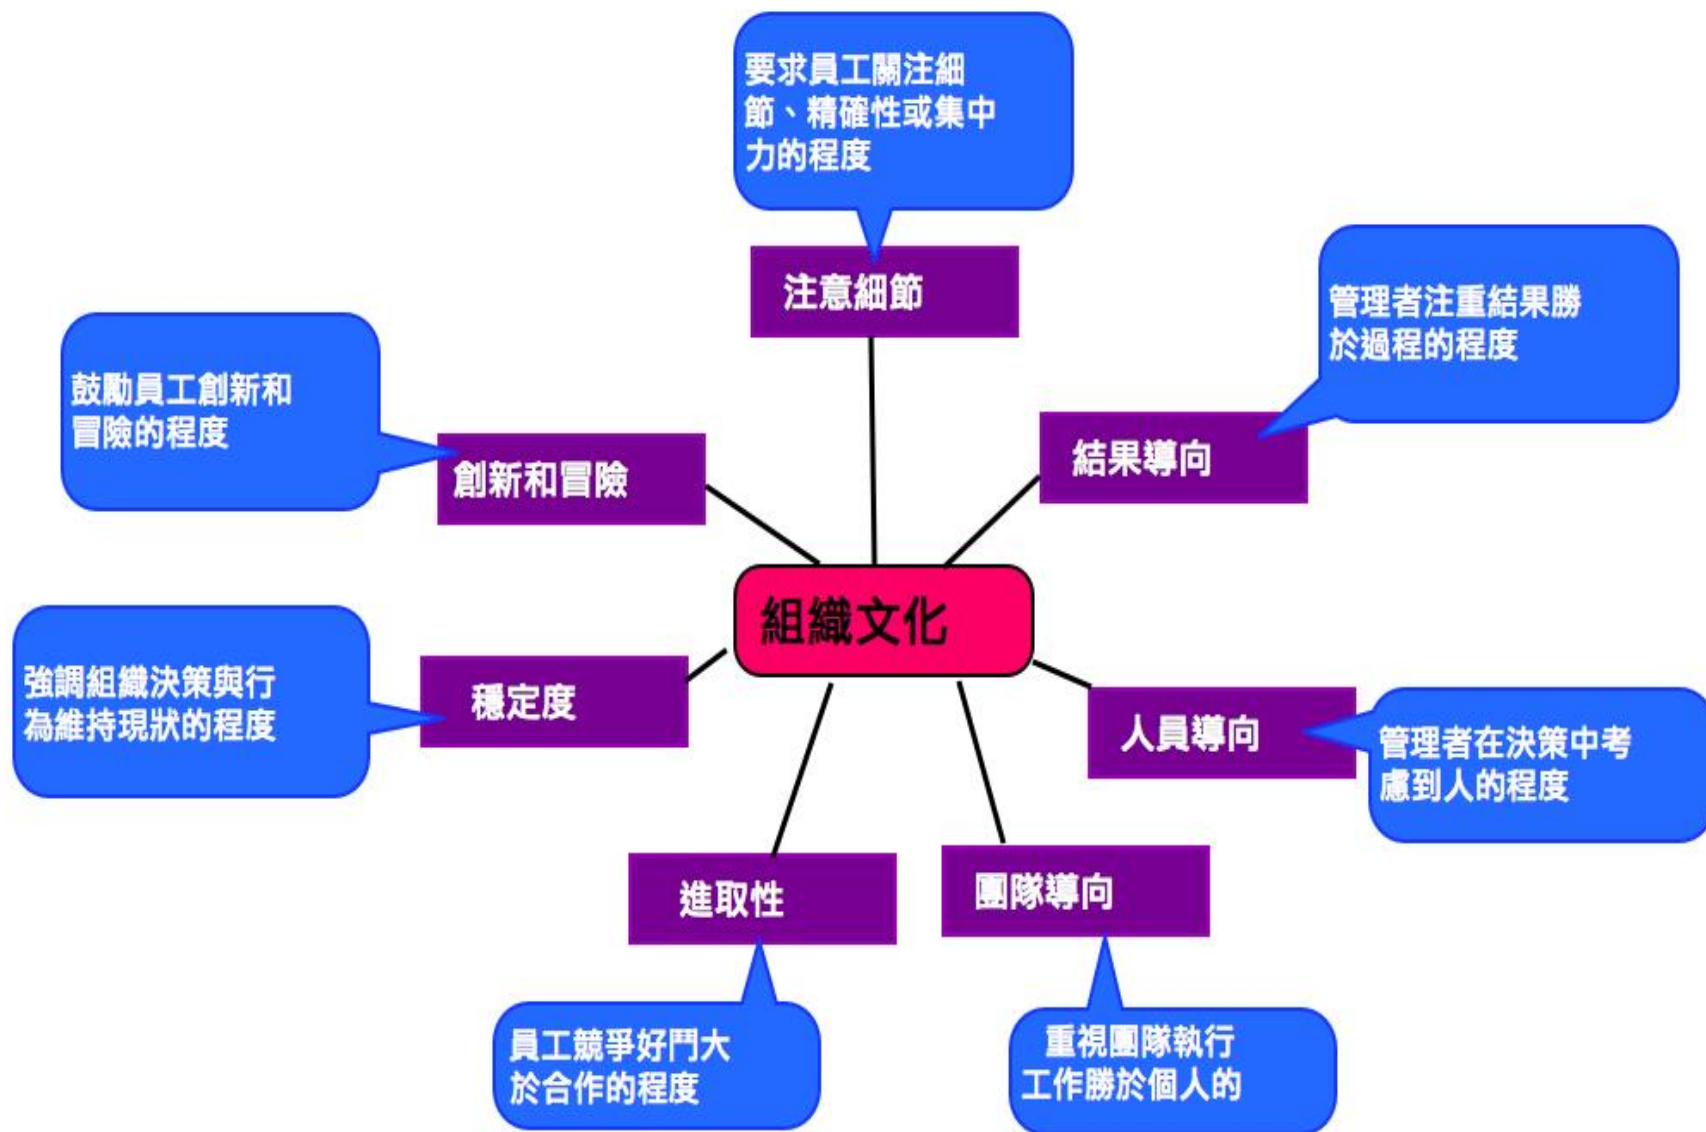 要求員工關注細
節、精確性或集中
力的程度
注意細節
管理者注重結果勝
於過程的程度
結果導向
鼓勵員工創新和
冒險的程度
創新和冒險
組織文化
強調組織決策與行
為維持現狀的程度
穩定度
人員導向
管理者在決策中考
慮到人的程度
進取性
團隊導向
員工競爭好鬥大
於合作的程度
重視團隊執行
工作勝於個人的